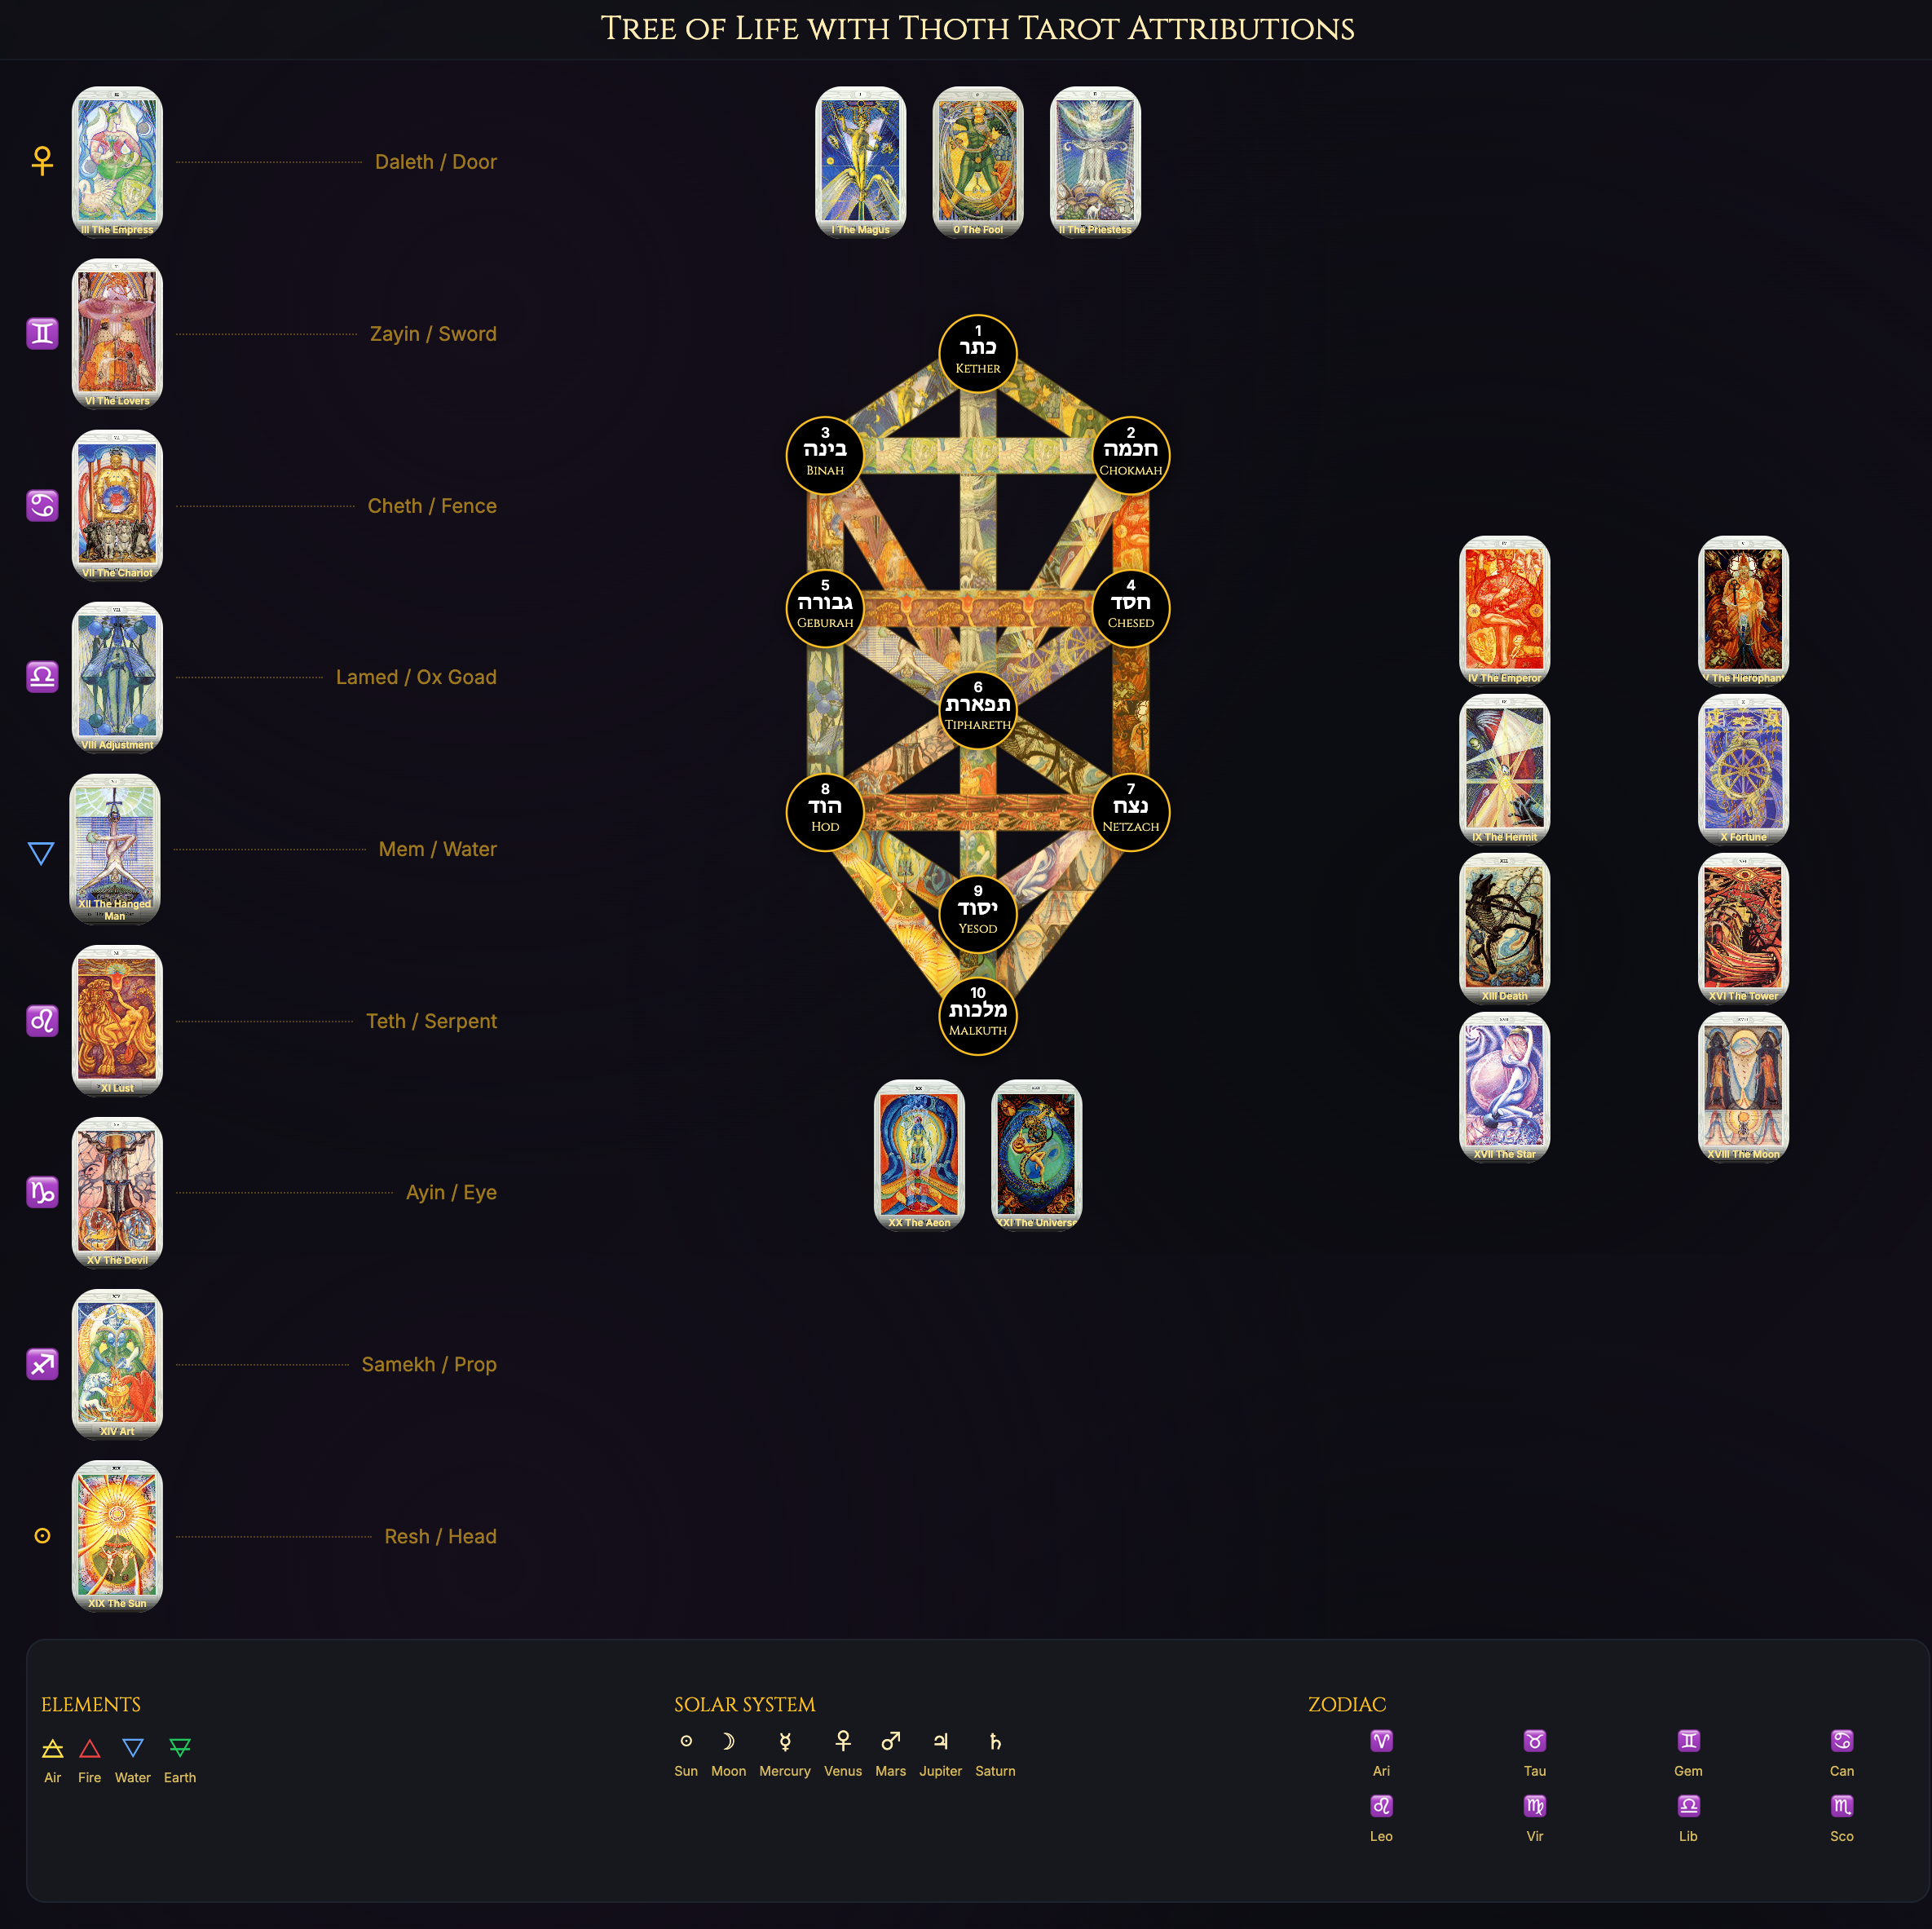 Tree of Life with Thoth Tarot Attributions
♀
III The Empress
Daleth / Door
I
I The Magus
0 The Fool
II
II The Priestess
♊
VI The Lovers
Zayin / Sword
♋
VII The Chariot
Cheth / Fence
♎
VIII Adjustment
Lamed / Ox Goad
XII The Hanged
Man
Mem / Water
♌
XI Lust
Teth / Serpent
♑
XV The Devil
Ayin / Eye
♐
XIV Art
Samekh / Prop
☉
XIX The Sun
Resh / Head
1
כתר
Kether
3
בינה
Binah
2
חכמה
Chokmah
5
גבורה
Geburah
4
חסד
Chesed
6
תפארת
Tiphareth
8
הוד
Hod
7
נצח
Netzach
9
יסוד
Yesod
10
מלכות
Malkuth
XX
XX The Aeon
XXI The Universe
IV The Emperor
V The Hierophant
IX The Hermit
X Fortune
XIII Death
XVI The Tower
XVII The Star
XVIII The Moon
ELEMENTS
Air Fire Water Earth
SOLAR SYSTEM
☉ ☽ ☿ ♀ ♂ ♃ ♄
Sun Moon Mercury Venus Mars Jupiter Saturn
ZODIAC
♈ ♉ ♊ ♋
Ari Tau Gem Can
♌ ♍ ♎ ♏
Leo Vir Lib Sco